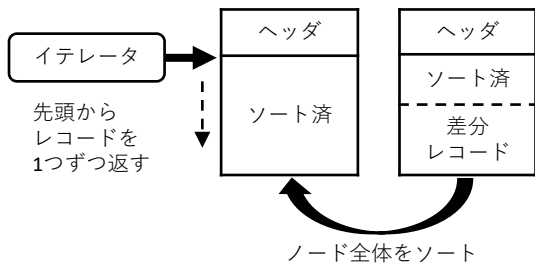 イテレータ
先頭から
レコードを
1つずつ返す
ヘッダ
ソート済
ヘッダ
ソート済
差分
レコード
ノード全体をソート